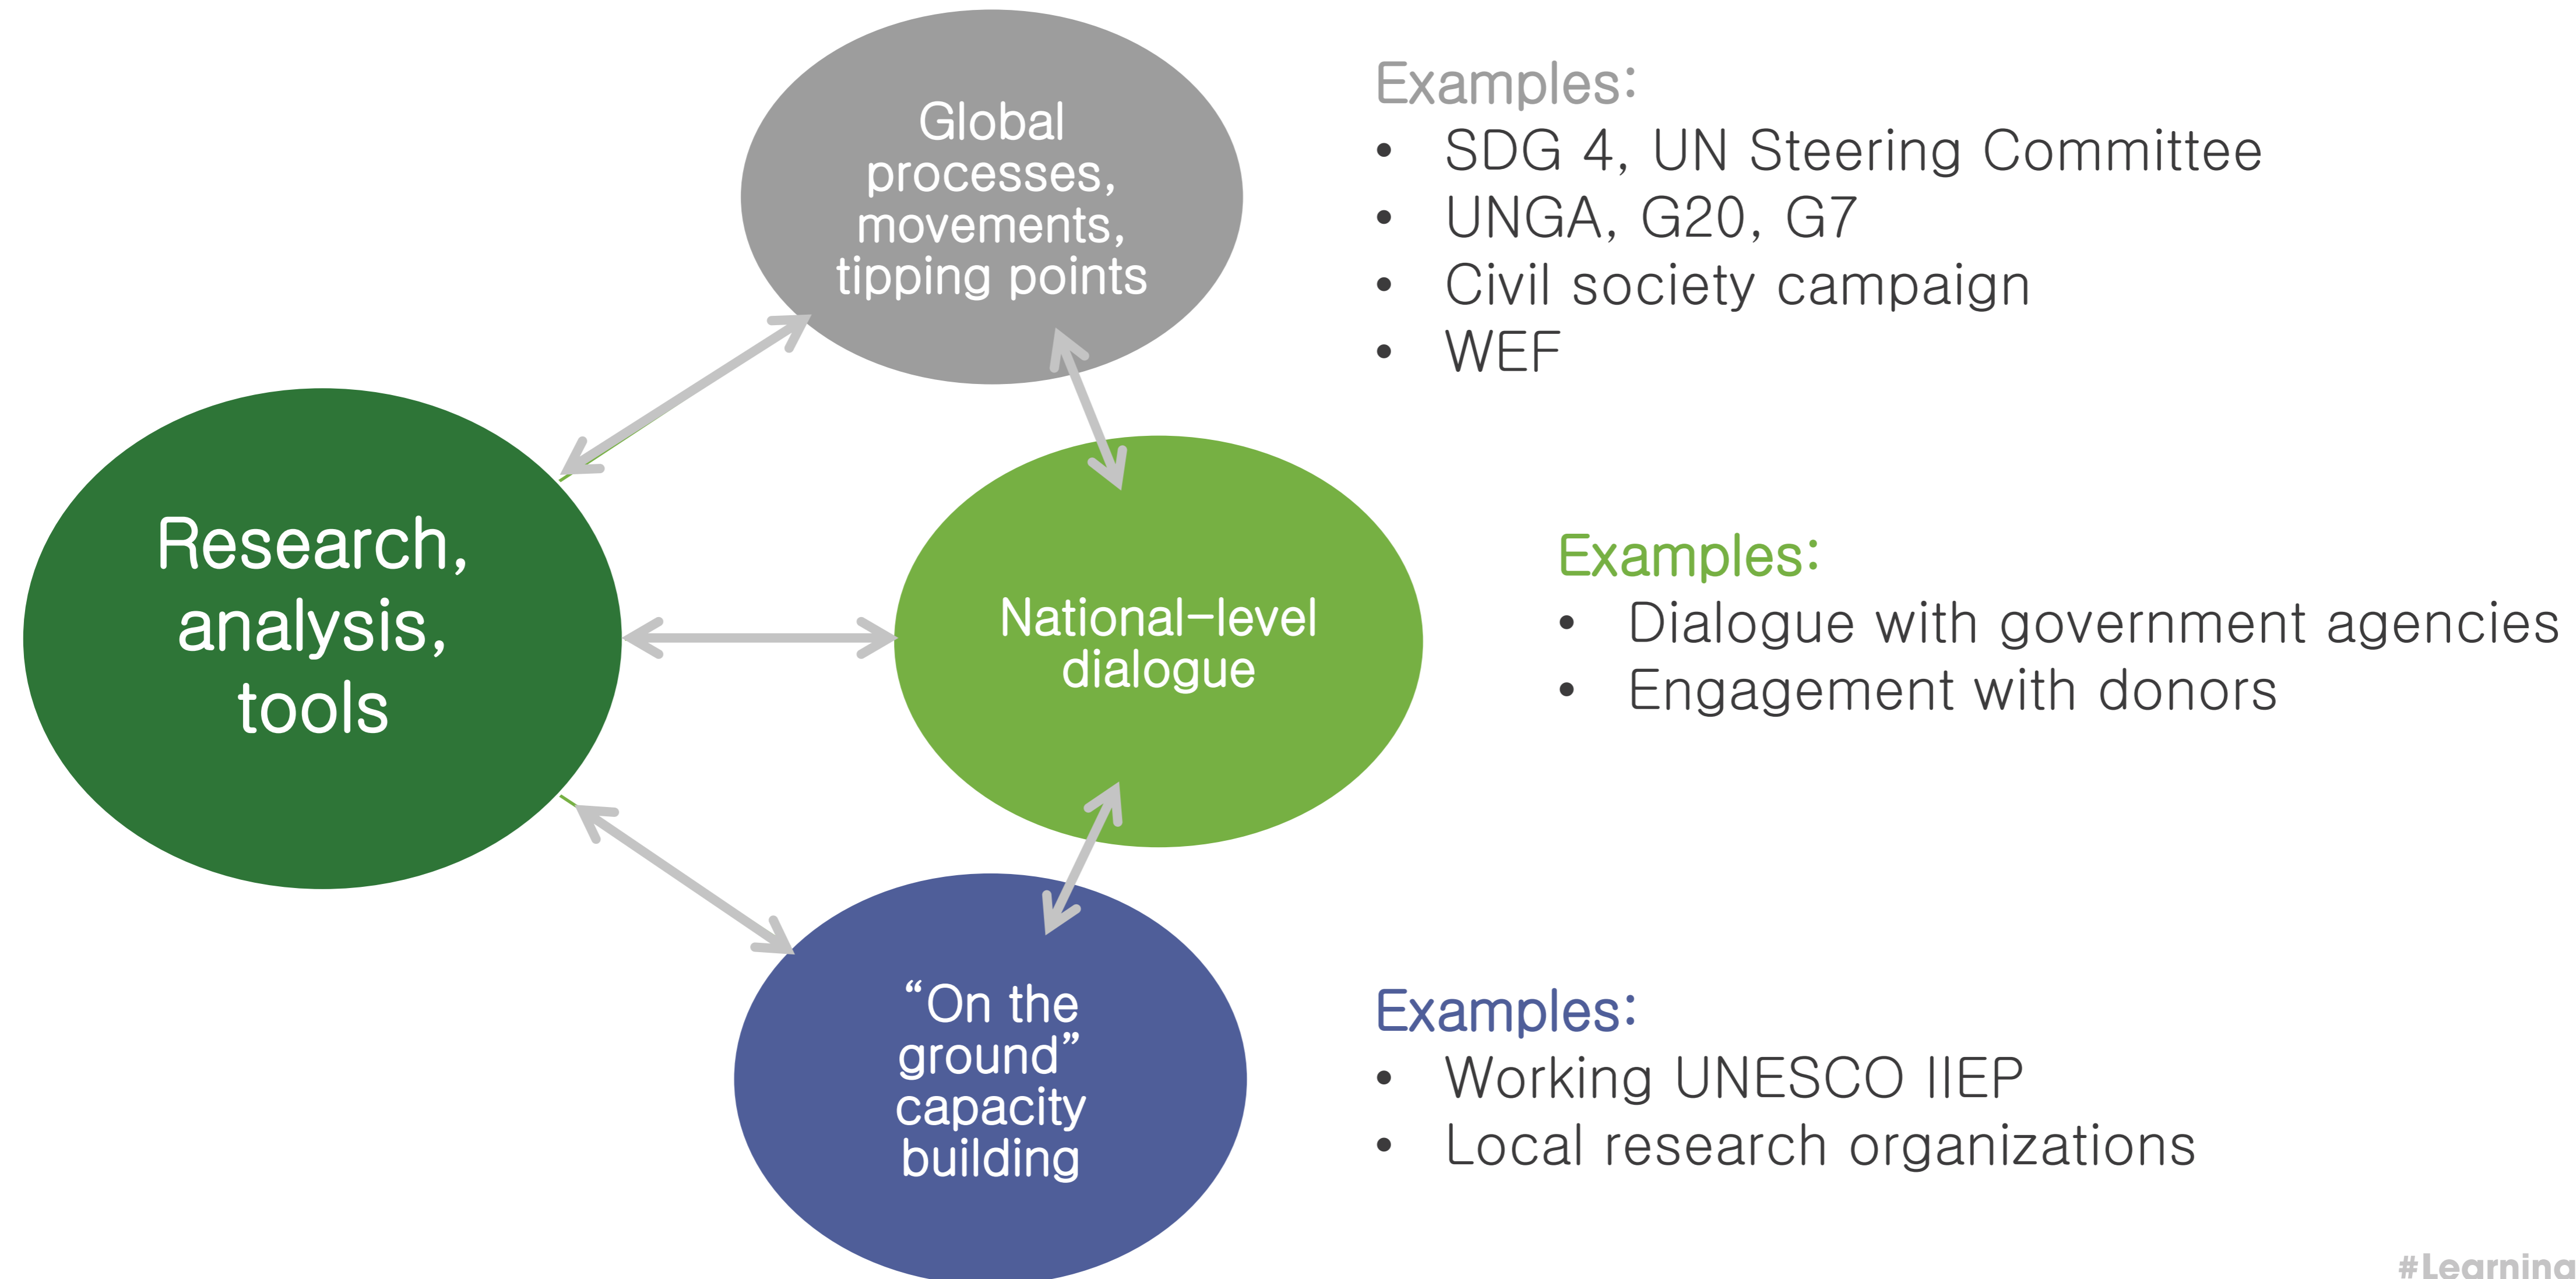 Global
processes,
movements,
tipping points
Examples:
• SDG 4, UN Steering Committee
• UNGA, G20, G7
• Civil society campaign
• WEF
Research,
analysis,
tools
National-level
dialogue
Examples:
• Dialogue with government agencies
• Engagement with donors
“On the
ground”
capacity
building
Examples:
• Working UNESCO IIEP
• Local research organizations
#Learning